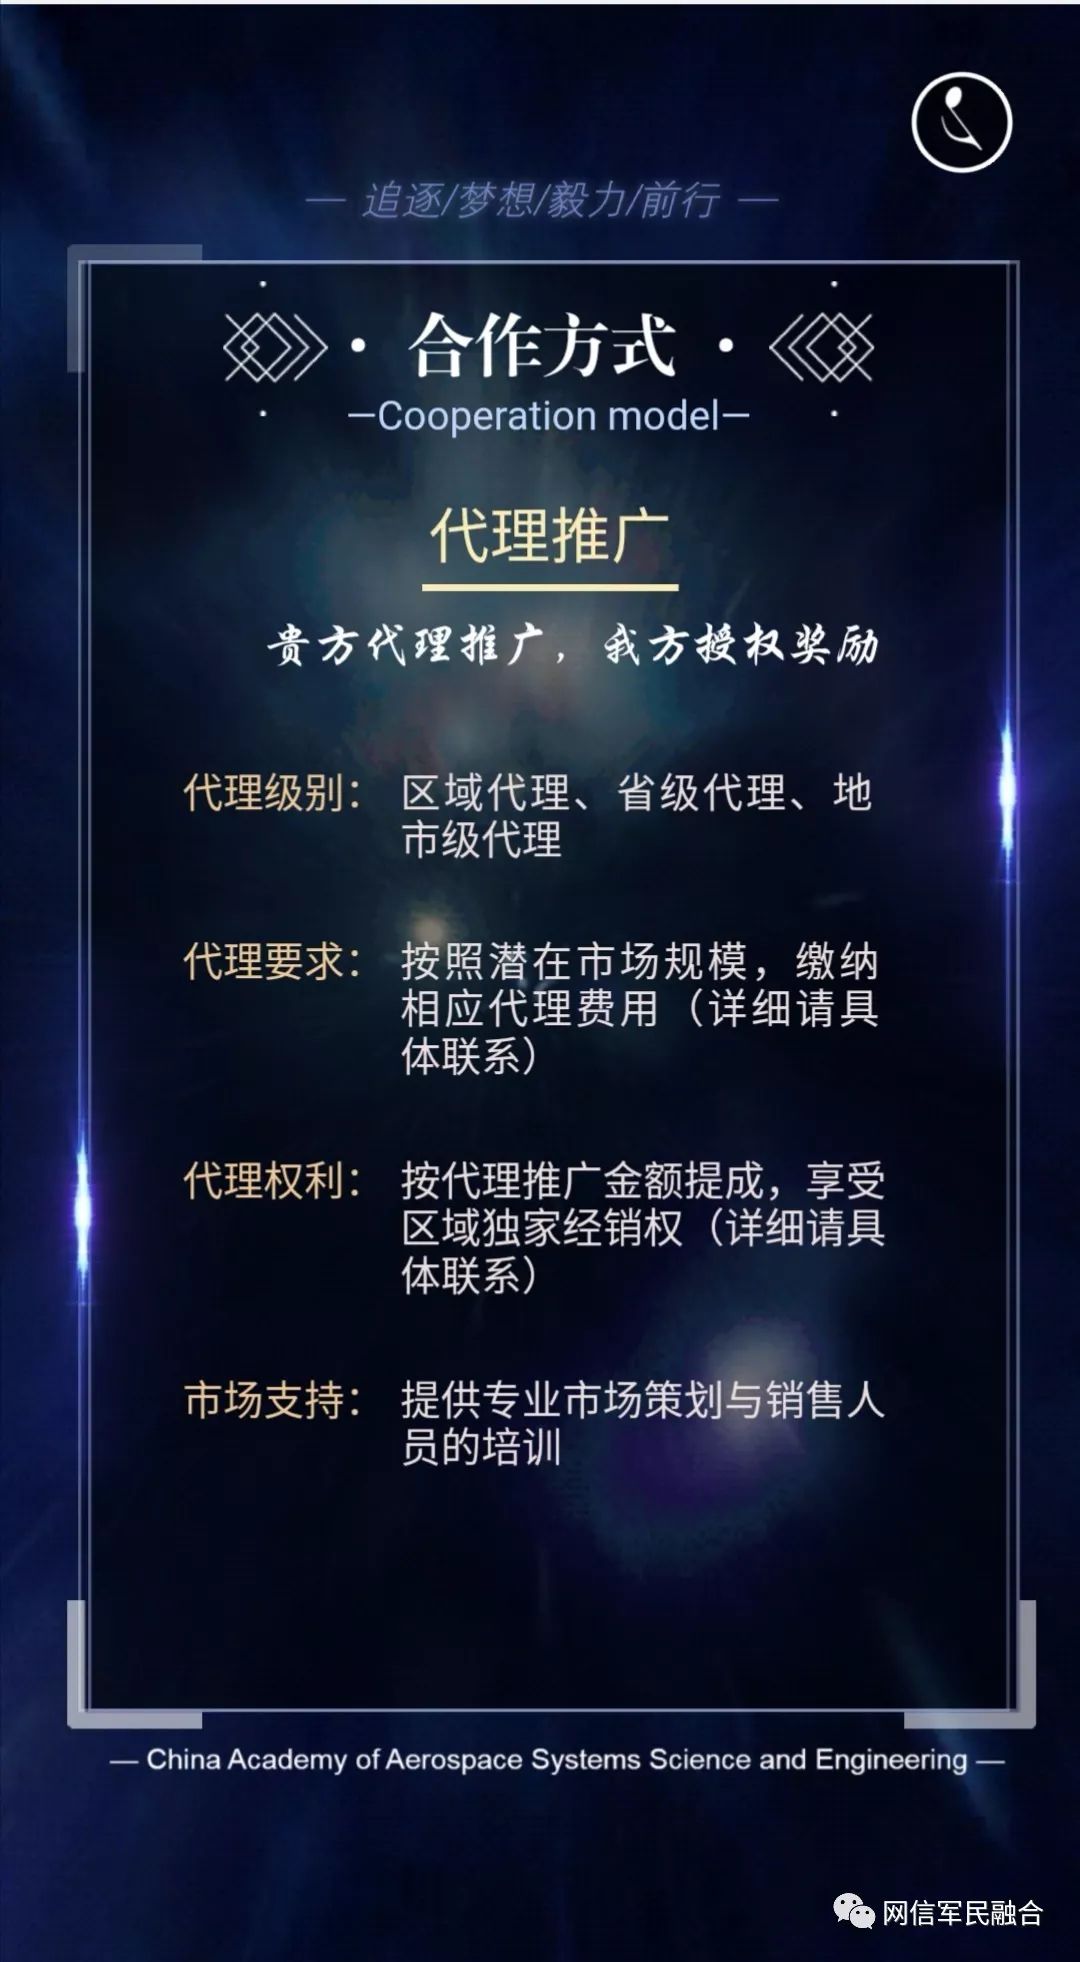 — 追逐/梦想/毅力/前行 —
· 合作方式 ·
—Cooperation model—
代理推广
贵方代理推广，我方授权奖励
代理级别： 区域代理、省级代理、地
市级代理
代理要求： 按照潜在市场规模，缴纳
相应代理费用（详细请具
体联系）
代理权利： 按代理推广金额提成，享受
区域独家经销权（详细请具
体联系）
市场支持： 提供专业市场策划与销售人
员的培训
— China Academy of Aerospace Systems Science and Engineering —
网信军民融合